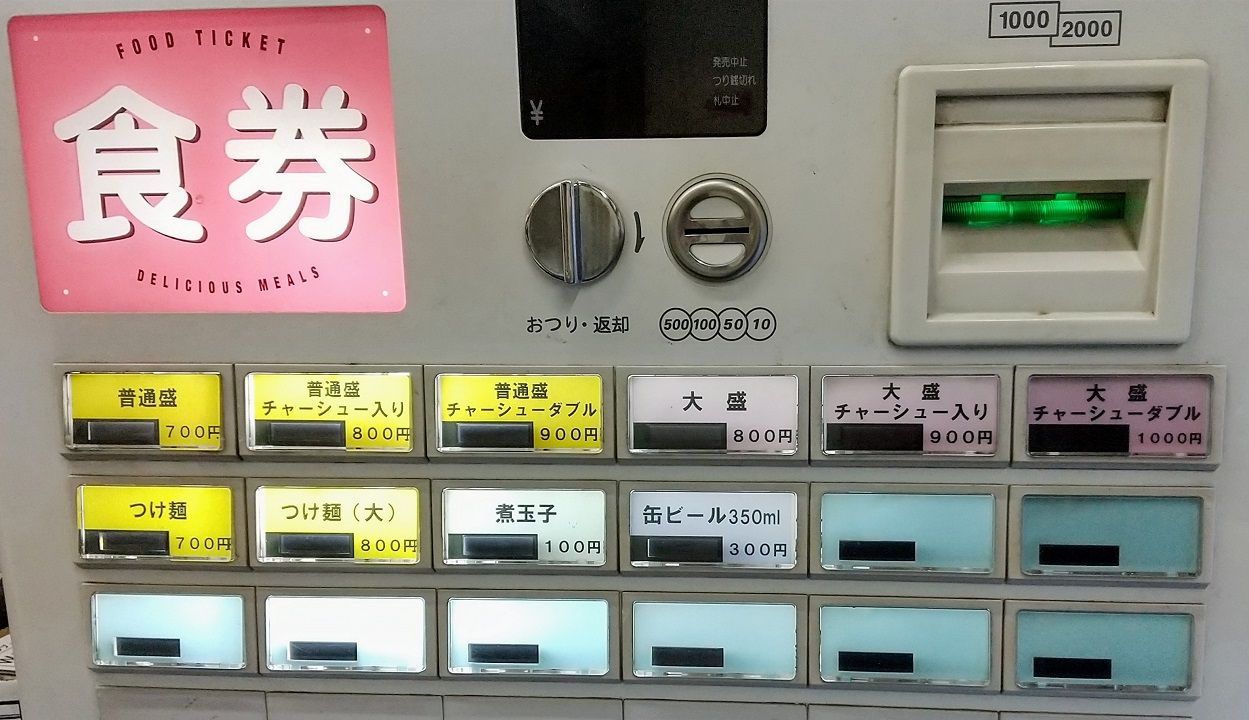 FOOD TICKET
食券
DELICIOUS MEALS
発売中止
つり銭切れ
札中止
¥
1000
2000
おつり・返却
500 100 50 10
普通盛
700円
普通盛
チャーシュー入り
800円
普通盛
チャーシューダブル
900円
大 盛
800円
大 盛
チャーシュー入り
900円
大 盛
チャーシューダブル
1000円
つけ麺
700円
つけ麺(大)
800円
煮玉子
100円
缶ビール350ml
300円